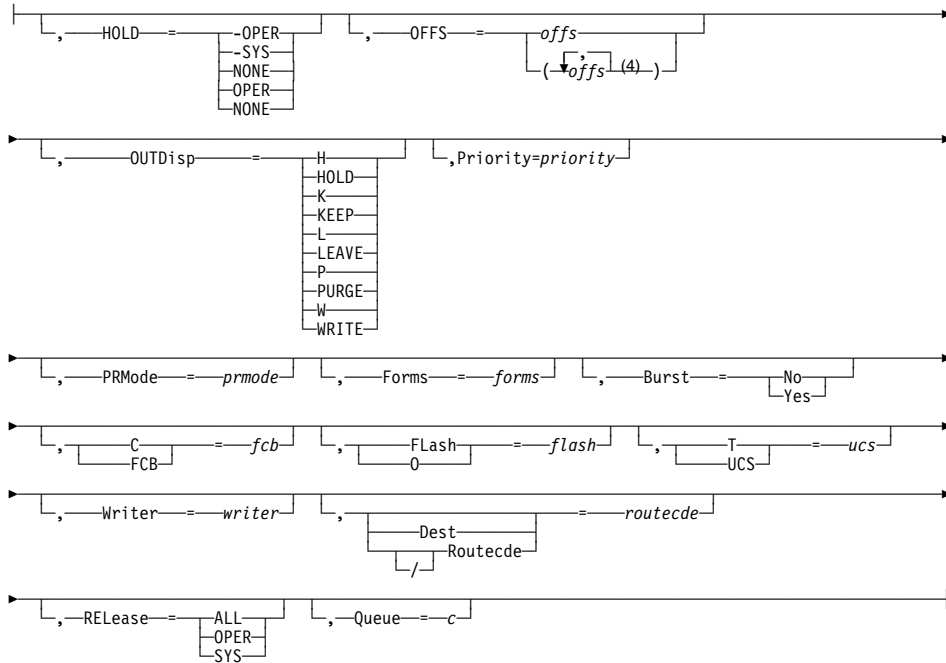 , HOLD = -OPER
-SYS
NONE
OPER
NONE
, OFFS = offs
( offs , (4) )
, OUTDisp = H
HOLD
K
KEEP
L
LEAVE
P
PURGE
W
WRITE
,Priority=priority
, PRMode = prmode
, Forms = forms
, Burst = No
Yes
, C = fcb
FCB
, FLash = flash
O
, T = ucs
UCS
, Writer = writer
, Dest = routecde
/ Routecde
, RELease = ALL
OPER
SYS
, Queue = c